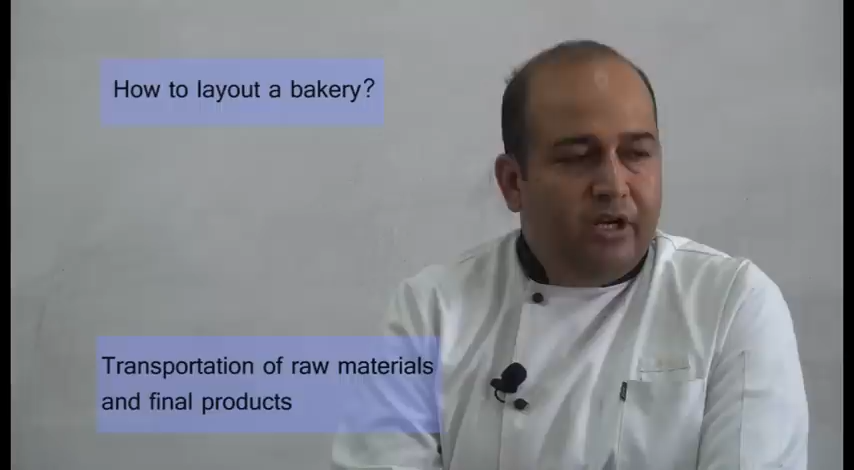 How to layout a bakery?
Transportation of raw materials
and final products